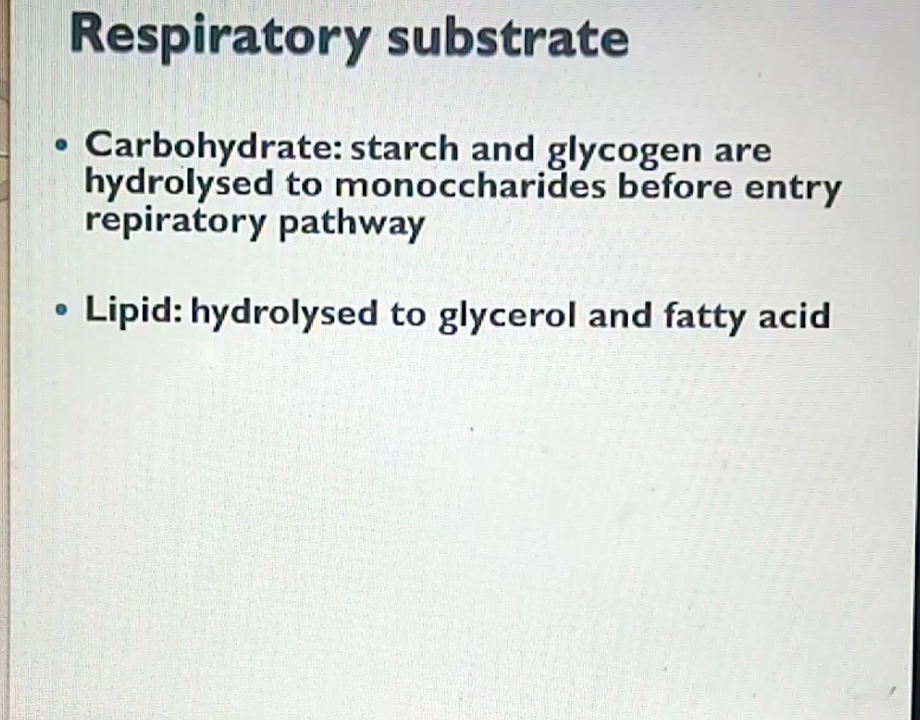 Respiratory substrate
• Carbohydrate: starch and glycogen are
hydrolysed to monoccharides before entry
repiratory pathway
• Lipid: hydrolysed to glycerol and fatty acid